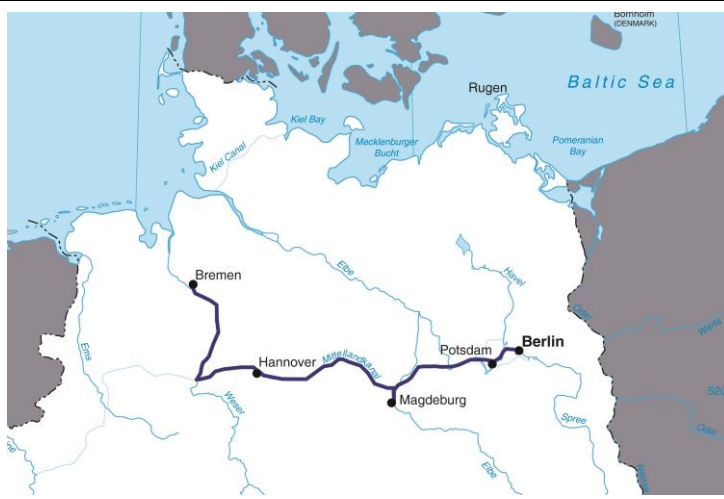 Bornholm
(DENMARK)
Baltic Sea
Rugen
Kiel Bay
Mecklenburger
Bucht
Pomeranian
Bay
Kiel Canal
Elbe
Havel
Bremen
Oder
Warta
Ems
Berlin
Potsdam
Hannover
Mittellandkanal
Magdeburg
Weser
Spree
Oder
Elbe